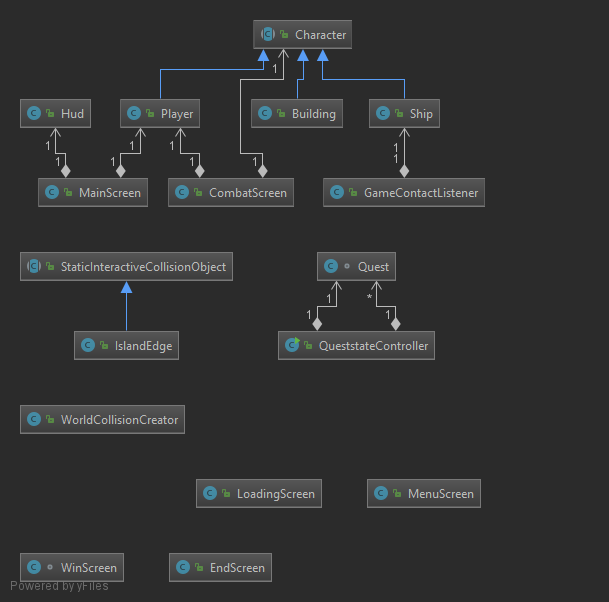 C Character
1
C Hud
C Player
C Building
C Ship
1 1 1 1 1
1 1 1 1 1
C MainScreen
C CombatScreen
C GameContactListener
C StaticInteractiveCollisionObject
C Quest
1 *
1 1
C IslandEdge
C QueststateController
C WorldCollisionCreator
C LoadingScreen
C MenuScreen
C WinScreen
C EndScreen
Powered by yFiles